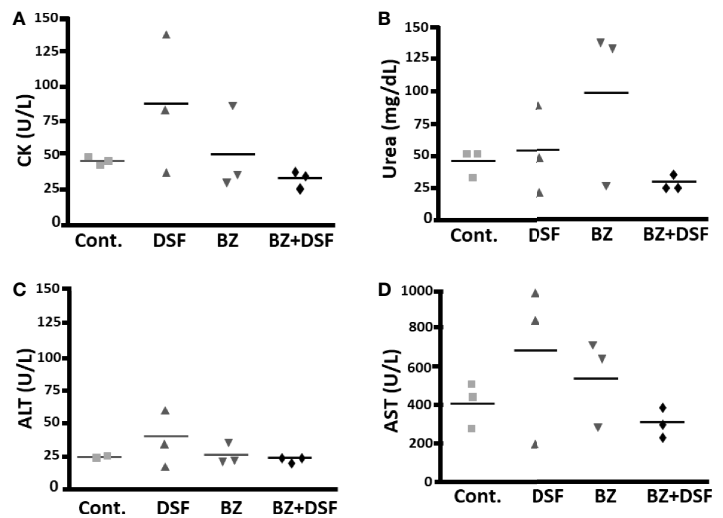 A
CK (U/L)
150
125
100
75
50
25
0
Cont. DSF BZ BZ+DSF
B
Urea (mg/dL)
150
125
100
75
50
25
0
Cont. DSF BZ BZ+DSF
C
ALT (U/L)
150
125
100
75
50
25
0
Cont. DSF BZ BZ+DSF
D
AST (U/L)
1000
800
600
400
200
0
Cont. DSF BZ BZ+DSF